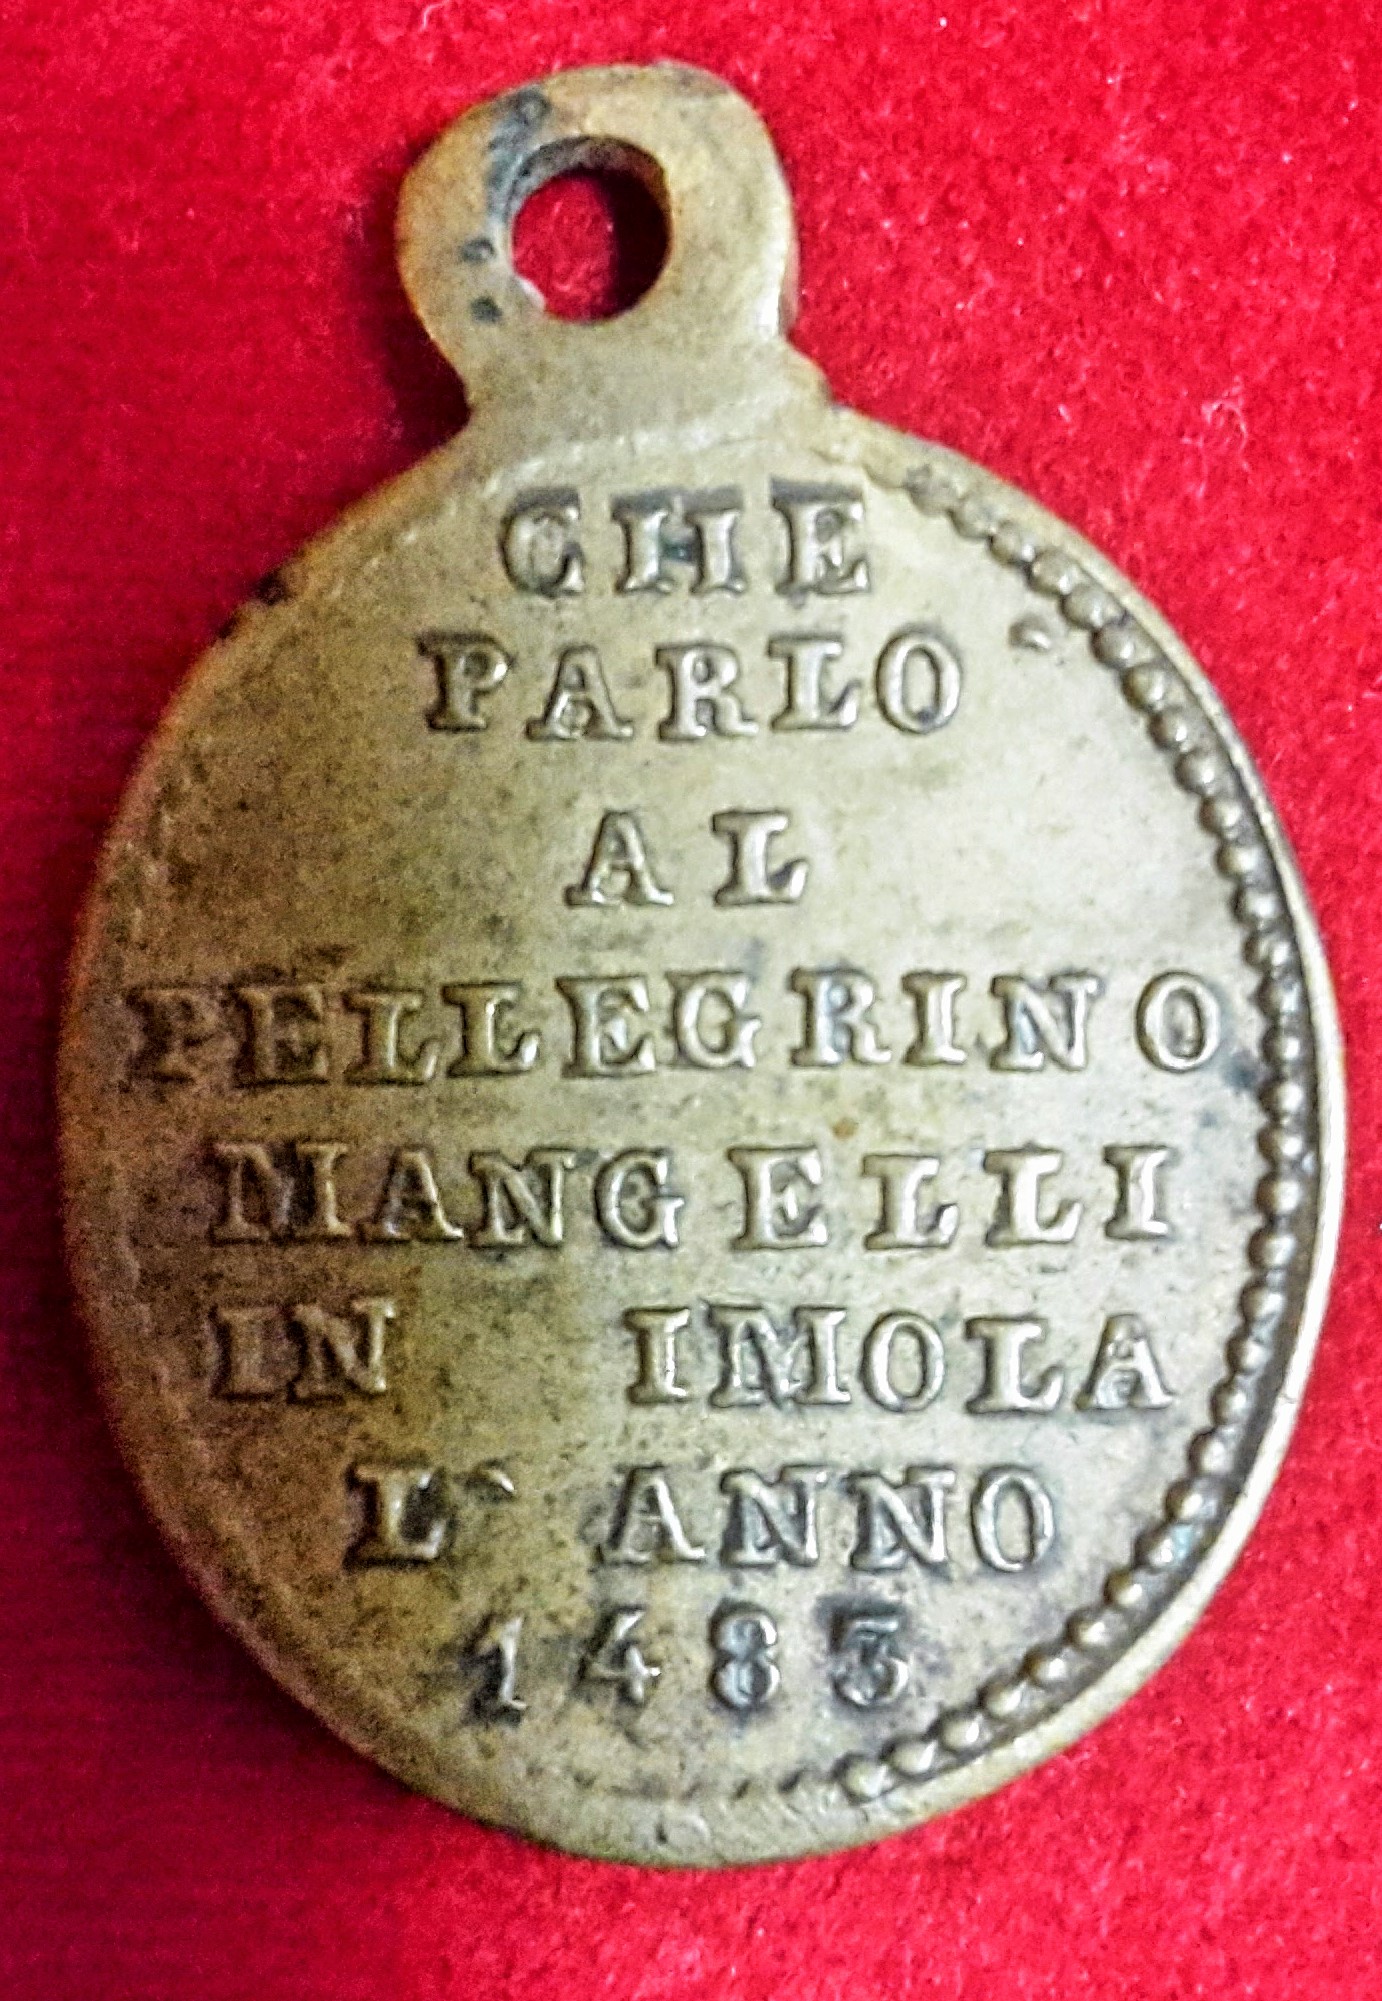 CHE
PARLO
AL
PELLEGRINO
MANGELLI
IN IMOLA
L' ANNO
1483